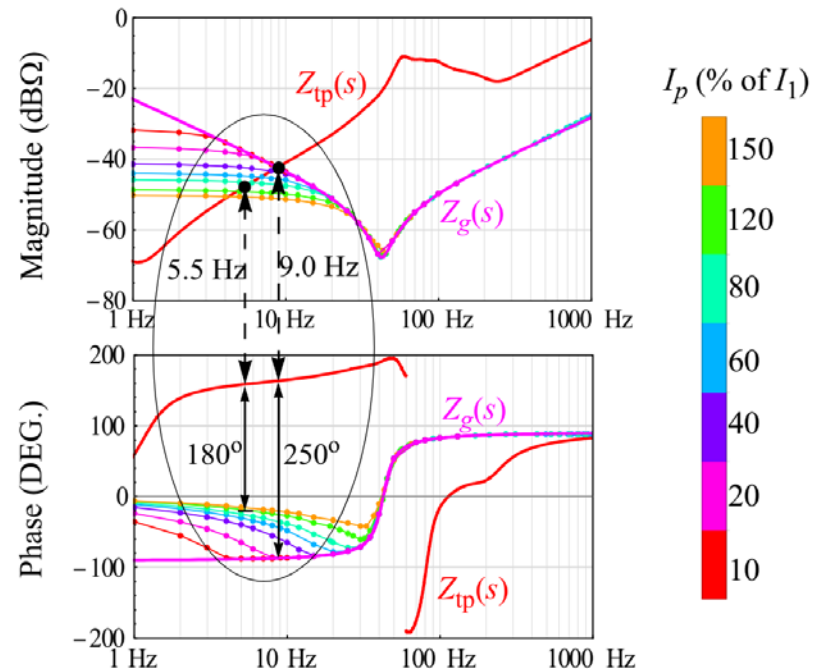 0
−20
−40
−60
−80
Magnitude (dBΩ)
Z_tp(s)
Z_g(s)
5.5 Hz
9.0 Hz
1 Hz
10 Hz
100 Hz
1000 Hz
200
100
0
−100
−200
Phase (DEG.)
180°
250°
Z_g(s)
Z_tp(s)
1 Hz
10 Hz
100 Hz
1000 Hz
I_p (% of I_1)
150
120
80
60
40
20
10